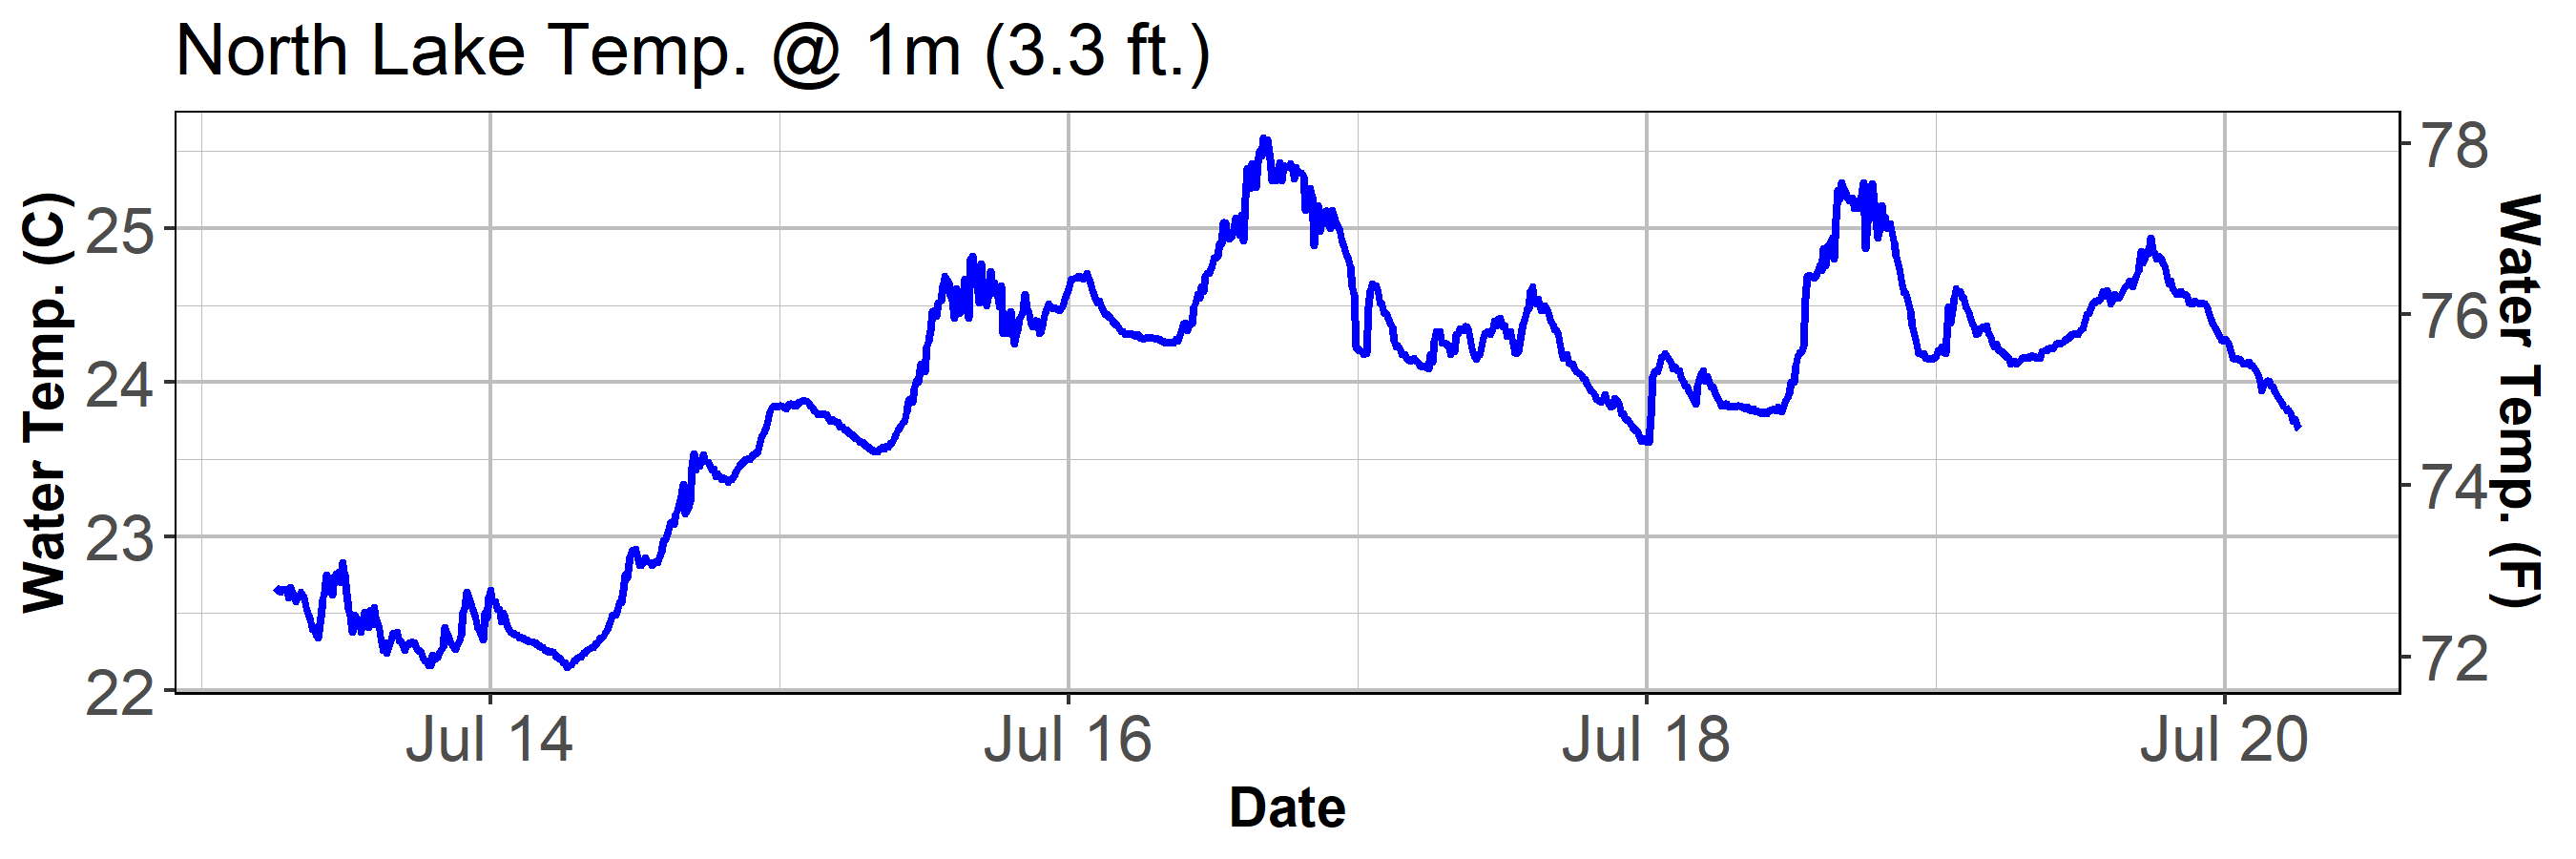 North Lake Temp. @ 1m (3.3 ft.)
Water Temp. (C)
25
24
23
22
78
76
74
72
Water Temp. (F)
Jul 14
Jul 16
Jul 18
Jul 20
Date